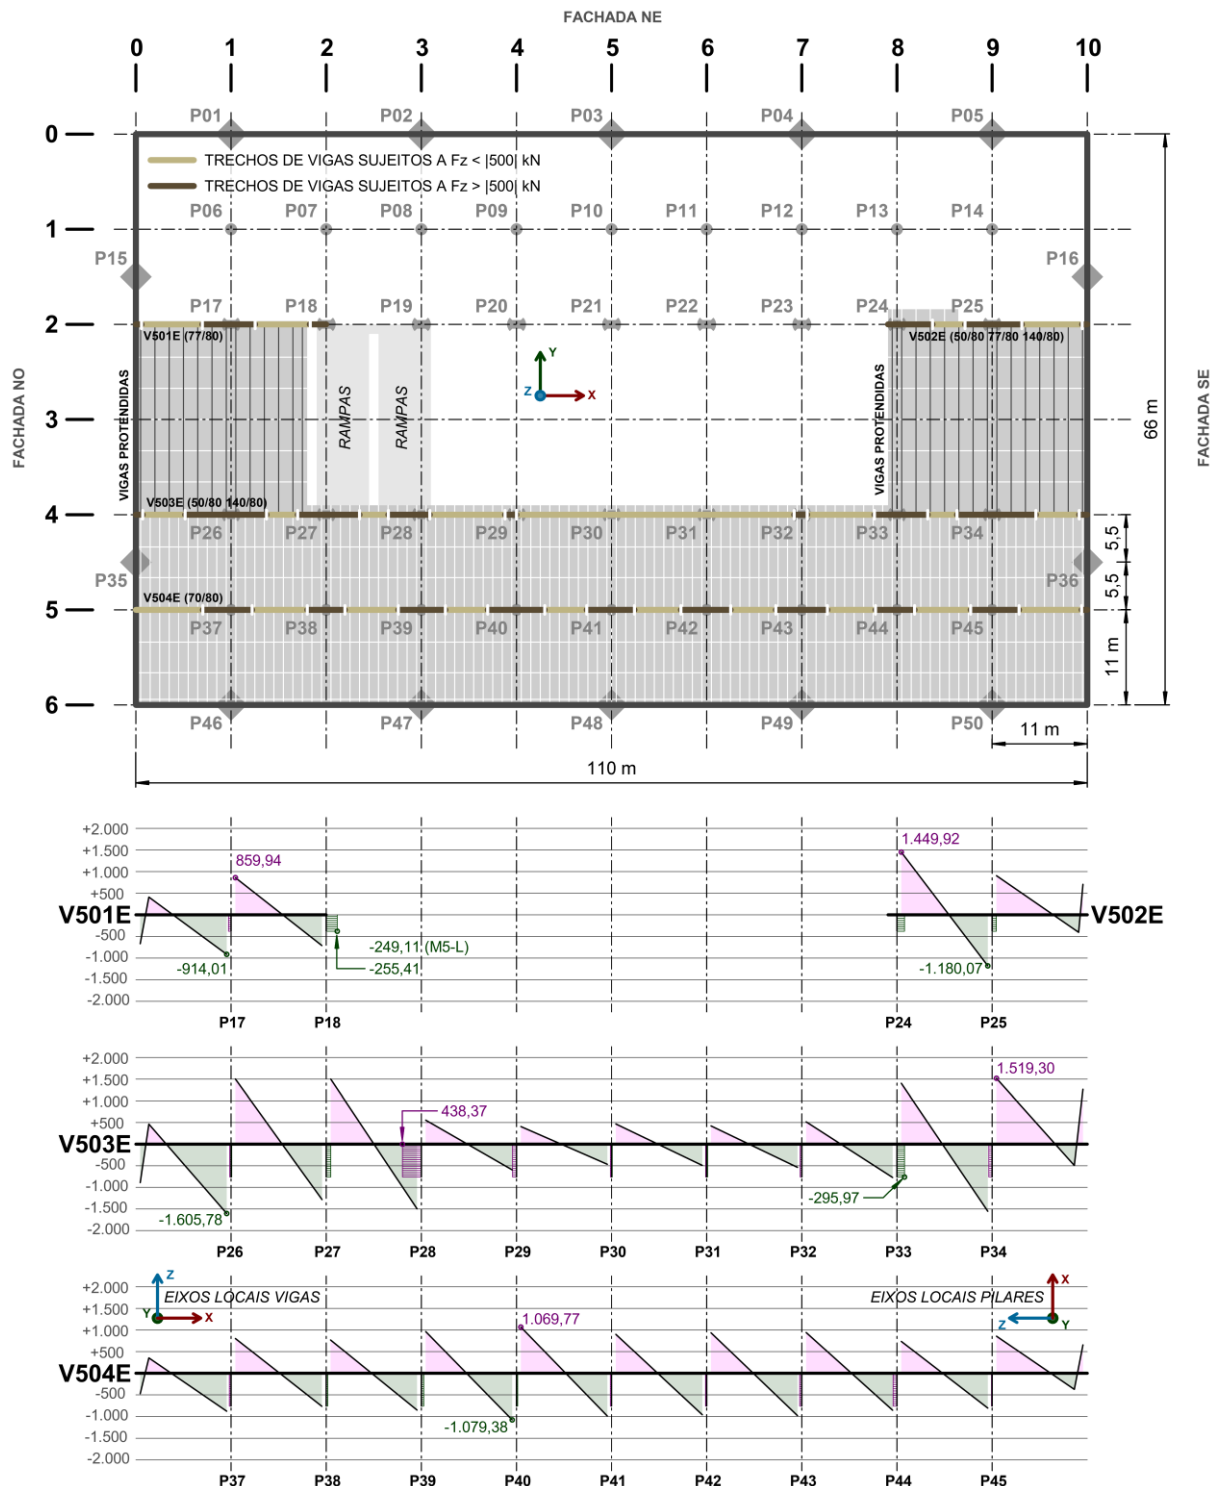 FACHADA NE
0 1 2 3 4 5 6 7 8 9 10
P01 P02 P03 P04 P05
0
TRECHOS DE VIGAS SUJEITOS A Fz < |500| kN
TRECHOS DE VIGAS SUJEITOS A Fz > |500| kN
P06 P07 P08 P09 P10 P11 P12 P13 P14
1
P15 P16
P17 P18 P19 P20 P21 P22 P23 P24 P25
2
V501E (77/80) V502E (50/80 77/80 140/80)
Y
Z X
FACHADA NO
VIGAS PROTENDIDAS
RAMPAS
RAMPAS
VIGAS PROTENDIDAS
FACHADA SE
66 m
3
V503E (50/80 140/80)
4
P26 P27 P28 P29 P30 P31 P32 P33 P34
5,5
P35 P36
5,5
V504E (70/80)
5
P37 P38 P39 P40 P41 P42 P43 P44 P45
11 m
6
P46 P47 P48 P49 P50
11 m
110 m
+2.000
+1.500
+1.000
+500
V501E
-500
-1.000
-1.500
-2.000
859,94
-914,01
-249,11 (M5-L)
-255,41
1.449,92
-1.180,07
V502E
P17 P18 P24 P25
+2.000
+1.500
+1.000
+500
V503E
-500
-1.000
-1.500
-2.000
438,37
1.519,30
-1.605,78
-295,97
P26 P27 P28 P29 P30 P31 P32 P33 P34
+2.000
+1.500
+1.000
+500
V504E
-500
-1.000
-1.500
-2.000
Z
EIXOS LOCAIS VIGAS
Y X
EIXOS LOCAIS PILARES
X
Z Y
1.069,77
-1.079,38
P37 P38 P39 P40 P41 P42 P43 P44 P45